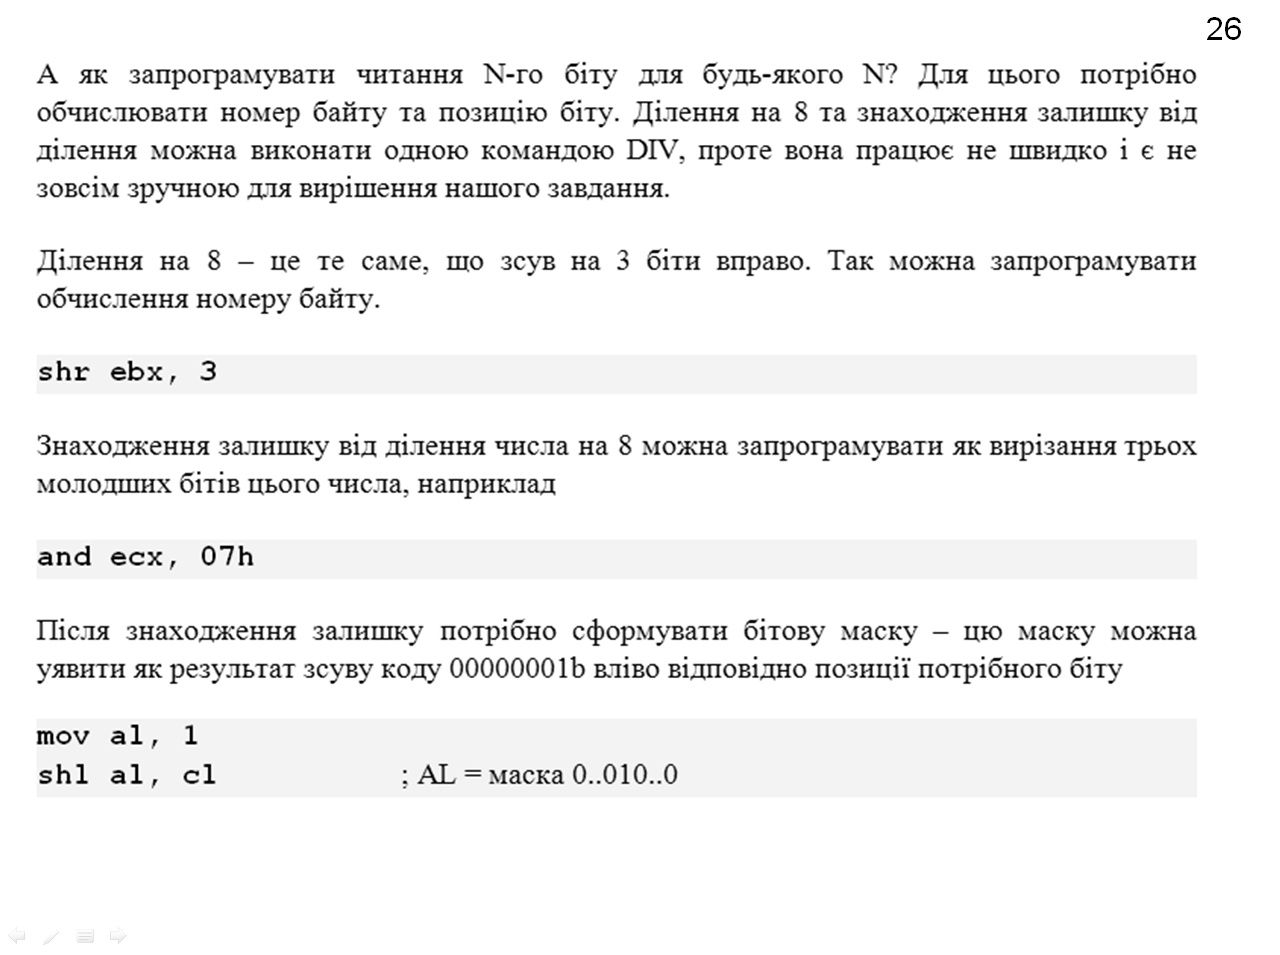 26
А як запрограмувати читання N-го біту для будь-якого N? Для цього потрібно
обчислювати номер байту та позицію біту. Ділення на 8 та знаходження залишку від
ділення можна виконати одною командою DIV, проте вона працює не швидко і є не
зовсім зручною для вирішення нашого завдання.
Ділення на 8 – це те саме, що зсув на 3 біти вправо. Так можна запрограмувати
обчислення номеру байту.
shr ebx, 3
Знаходження залишку від ділення числа на 8 можна запрограмувати як вирізання трьох
молодших бітів цього числа, наприклад
and ecx, 07h
Після знаходження залишку потрібно сформувати бітову маску – цю маску можна
уявити як результат зсуву коду 00000001b вліво відповідно позиції потрібного біту
mov al, 1
shl al, cl ; AL = маска 0..010..0